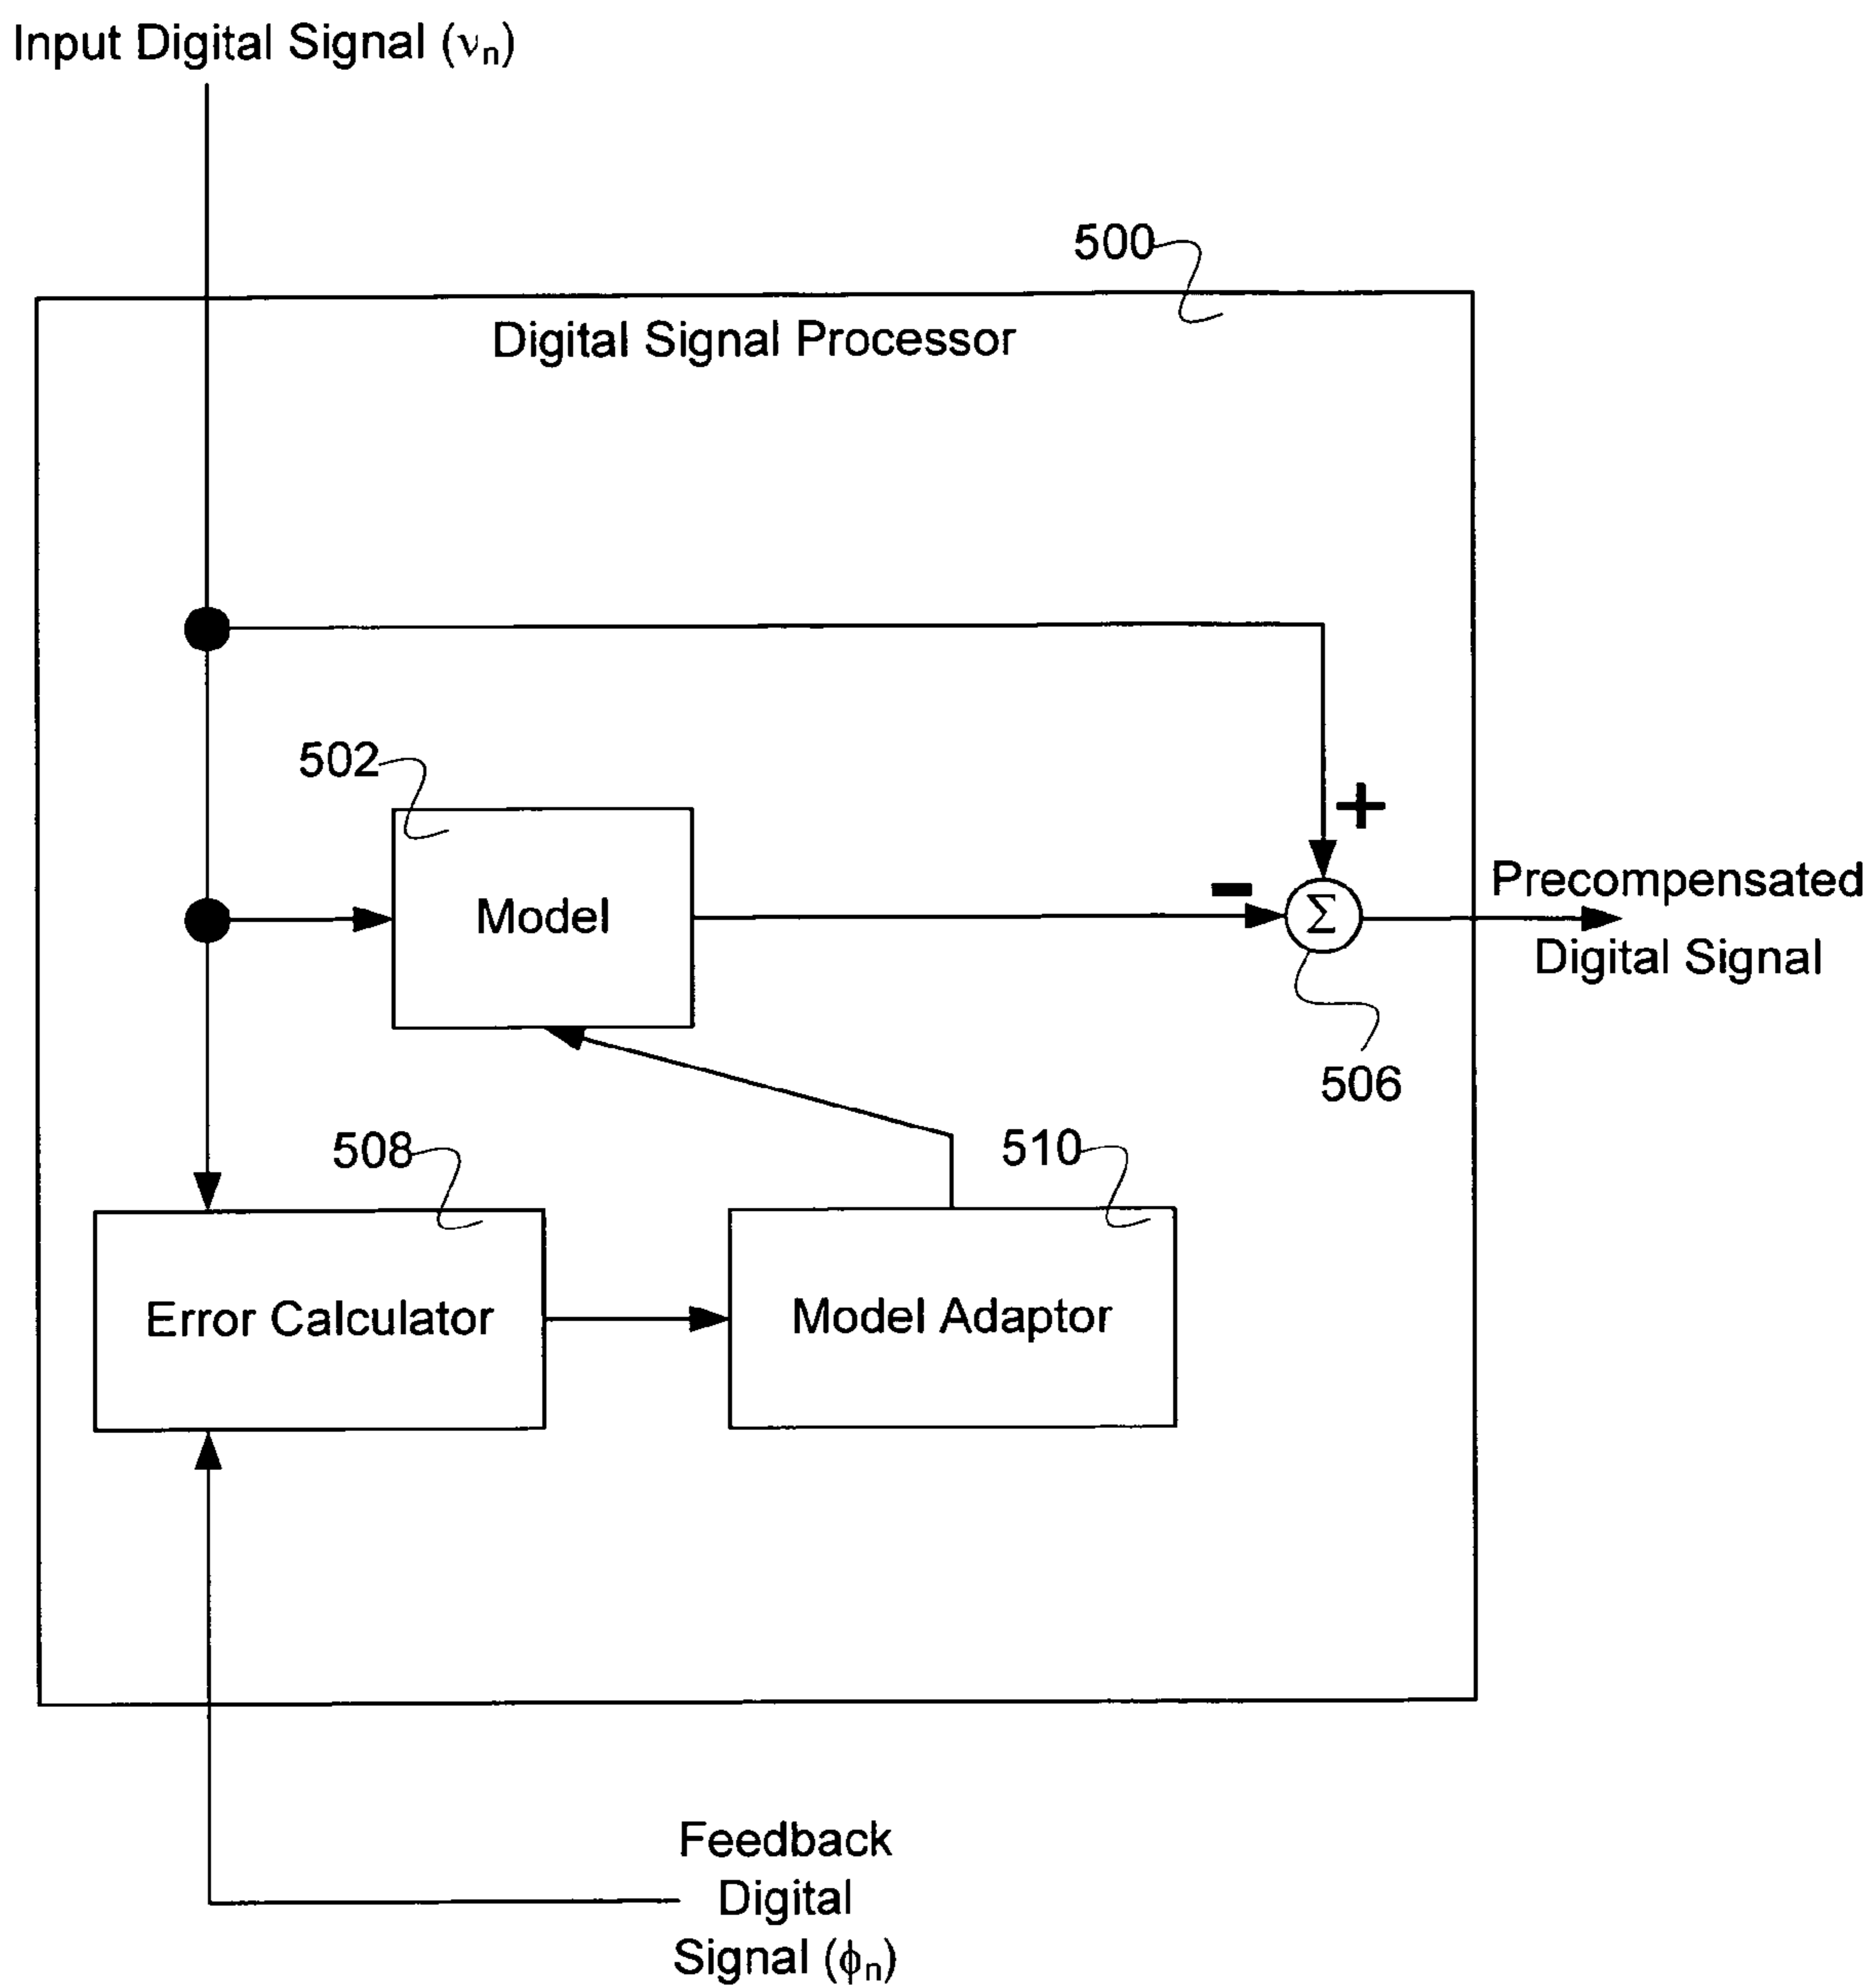 Input Digital Signal (νn)
500
Digital Signal Processor
502
+
Model
-
Σ
Precompensated
Digital Signal
506
508
510
Error Calculator
Model Adaptor
Feedback
Digital
Signal (ϕn)